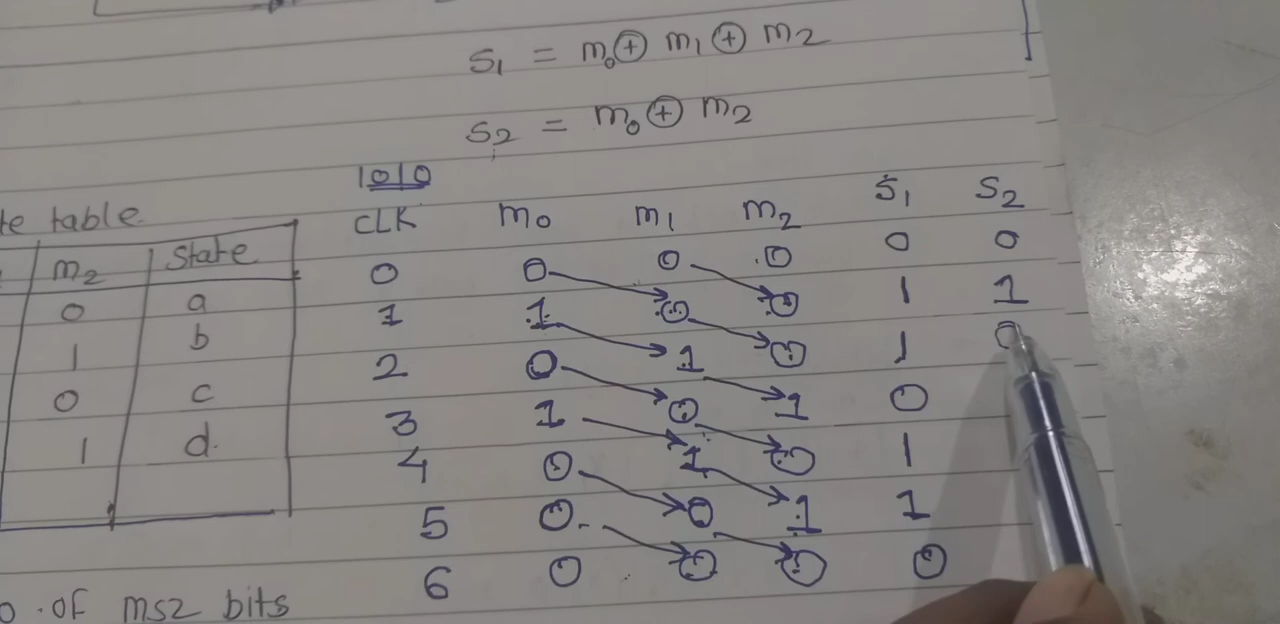 S1 = m0 ⊕ m1 ⊕ m2
S2 = m0 ⊕ m2
1010
te table
m2 state
0 a
1 b
0 c
1 d.
CLK m0 m1 m2 S1 S2
0 0 0 0 0 0
1 1 0 0 1 1
2 0 1 0 1 0
3 1 0 1 0
4 0 1 0 1
5 0 0 1 1
6 0 0 0 0
o. of msz bits